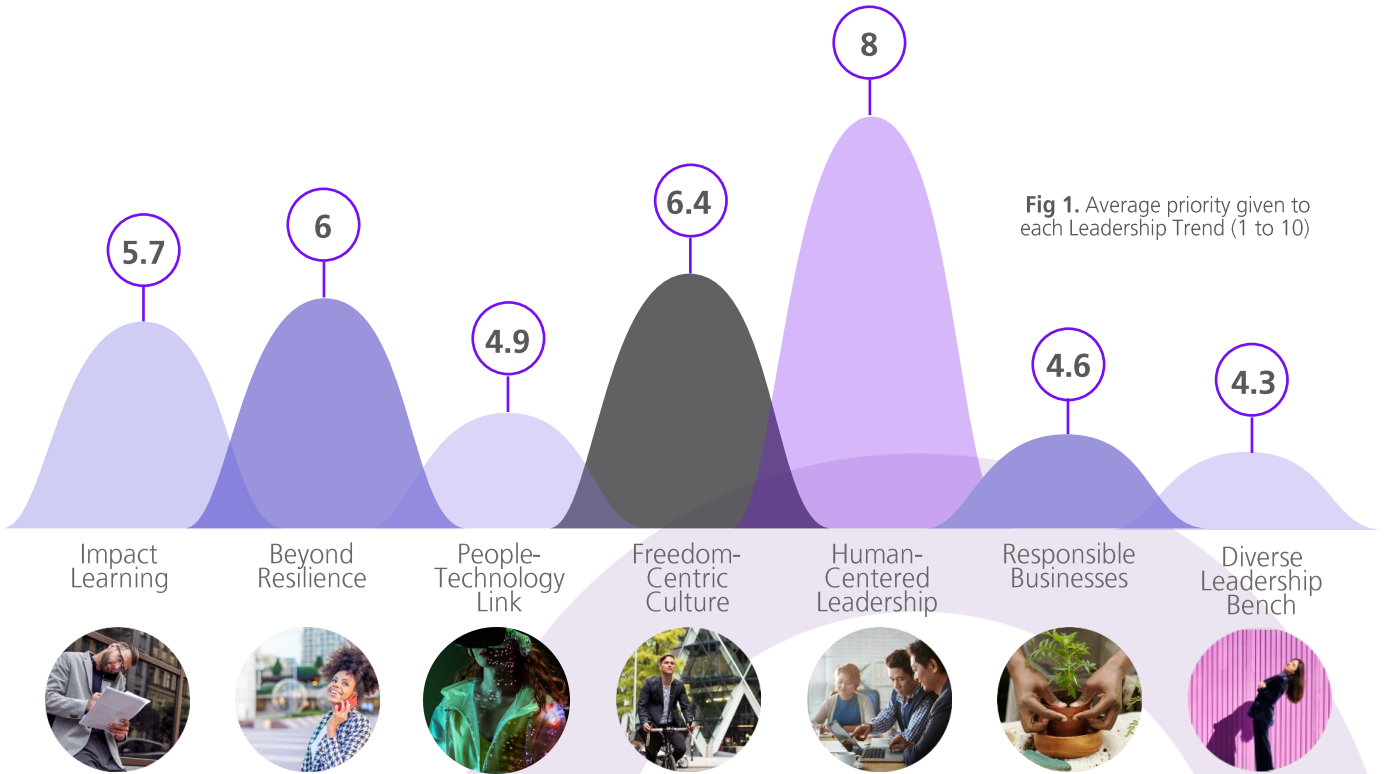 8
6.4
6
5.7
4.9
4.6
4.3
Fig 1. Average priority given to
each Leadership Trend (1 to 10)
Impact
Learning
Beyond
Resilience
People-
Technology
Link
Freedom-
Centric
Culture
Human-
Centered
Leadership
Responsible
Businesses
Diverse
Leadership
Bench